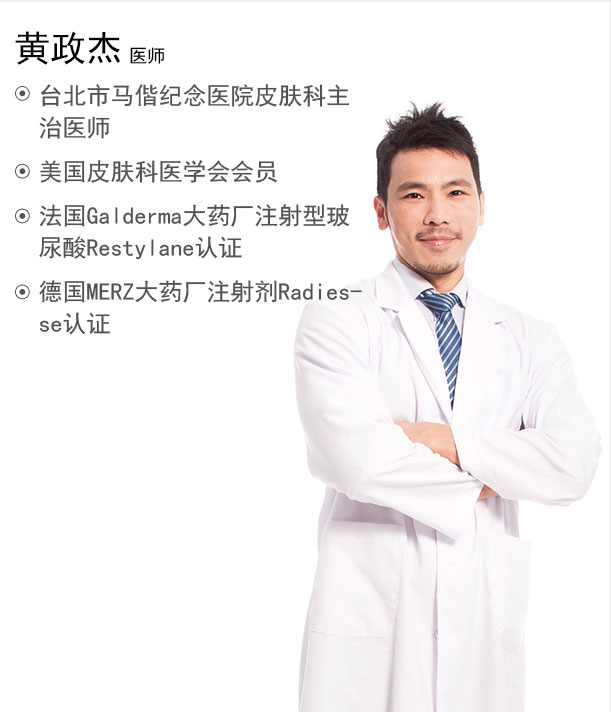 黄政杰 医师
台北市马偕纪念医院皮肤科主
治医师
美国皮肤科医学会会员
法国Galderma大药厂注射型玻
尿酸Restylane认证
德国MERZ大药厂注射剂Radies-
se认证